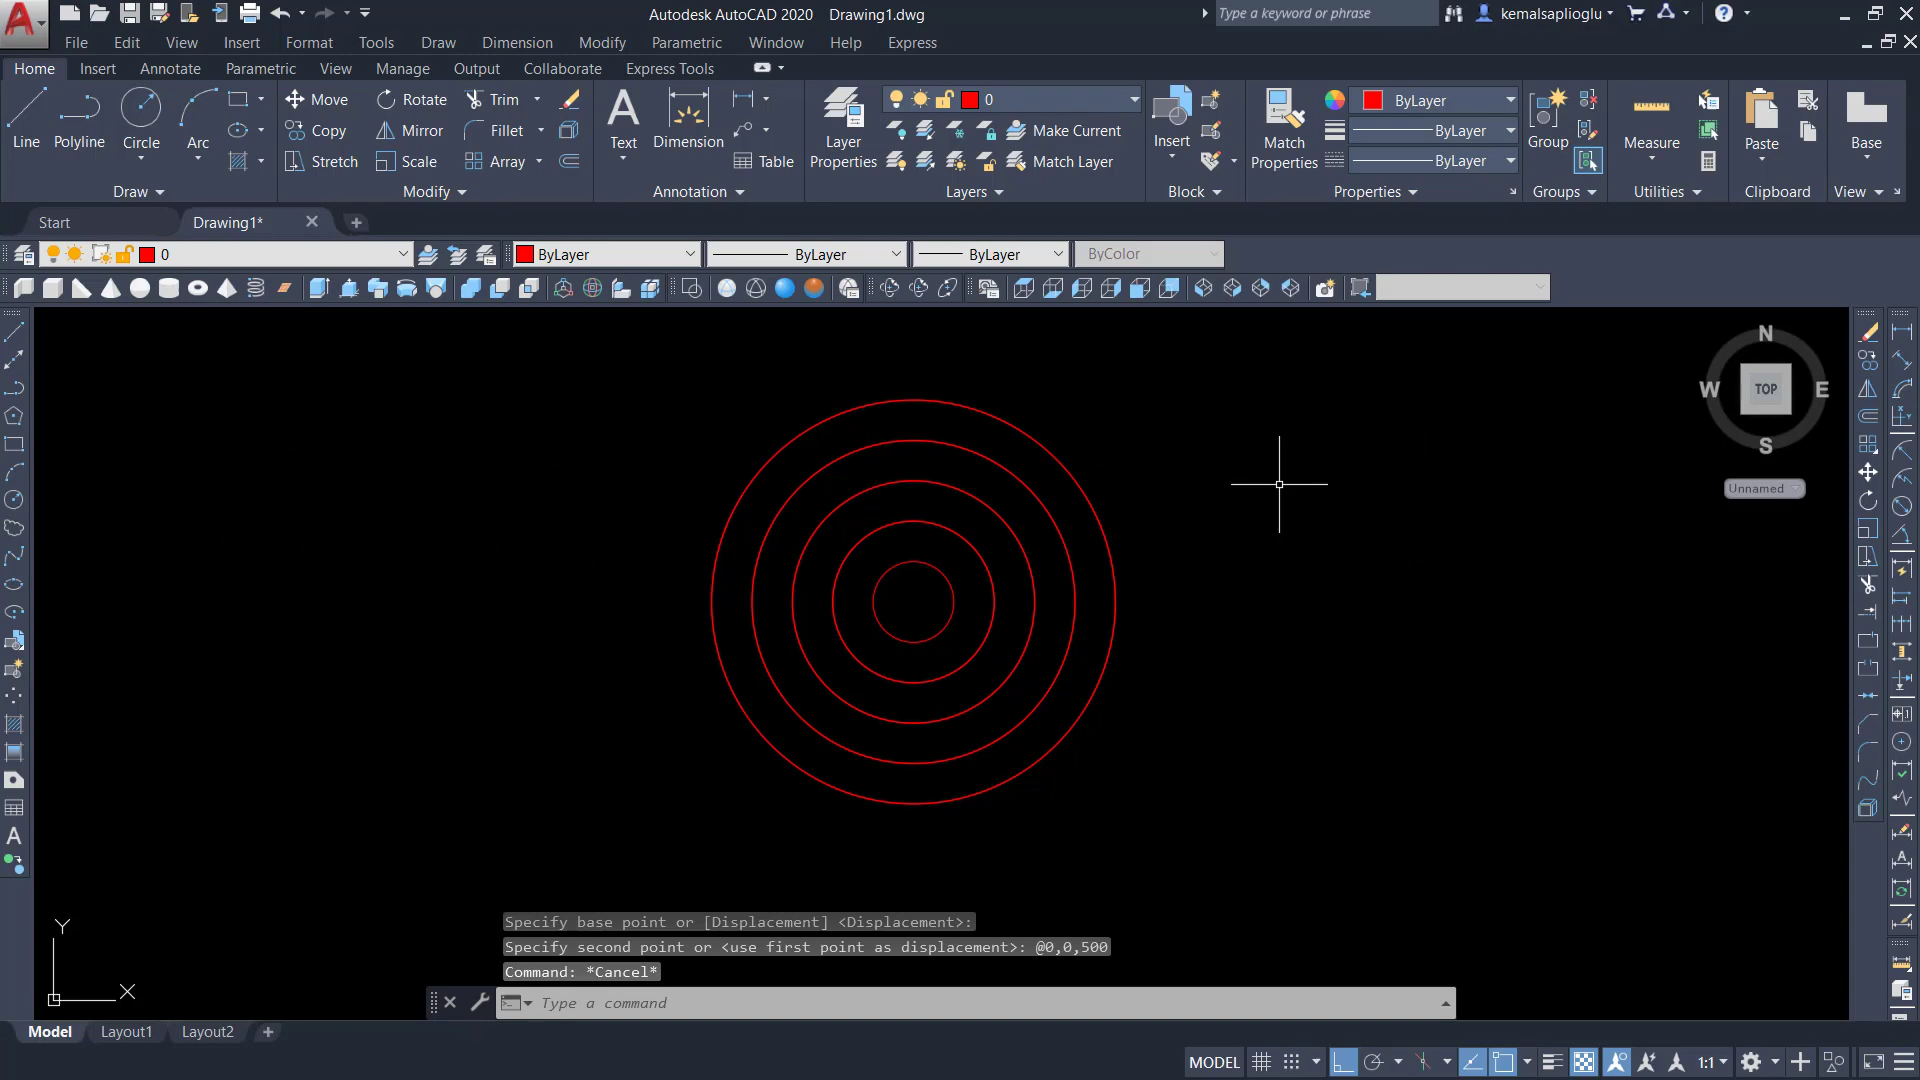 Autodesk AutoCAD 2020 Drawing1.dwg
Type a keyword or phrase
kemalsaplioglu
File Edit View Insert Format Tools Draw Dimension Modify Parametric Window Help Express
Home Insert Annotate Parametric View Manage Output Collaborate Express Tools
Line Polyline Circle Arc
Move Rotate Trim
Copy Mirror Fillet
Stretch Scale Array
Text Dimension Table
Layer Properties
0
Make Current
Match Layer
Insert
Match Properties
ByLayer
ByLayer
ByLayer
Group
Measure
Paste
Base
Draw Modify Annotation Layers Block Properties Groups Utilities Clipboard View
Start Drawing1*
0 ByLayer ByLayer ByLayer ByColor
N
W TOP E
S
Unnamed
Specify base point or [Displacement] <Displacement>:
Specify second point or <use first point as displacement>: @0,0,500
Command: *Cancel*
Type a command
Y
X
Model Layout1 Layout2
MODEL 1:1